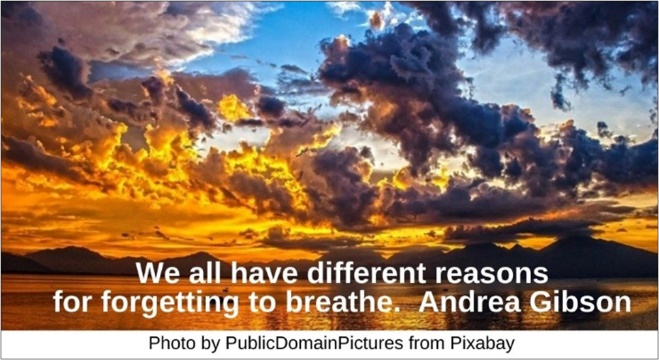 We all have different reasons
for forgetting to breathe.  Andrea Gibson
Photo by PublicDomainPictures from Pixabay